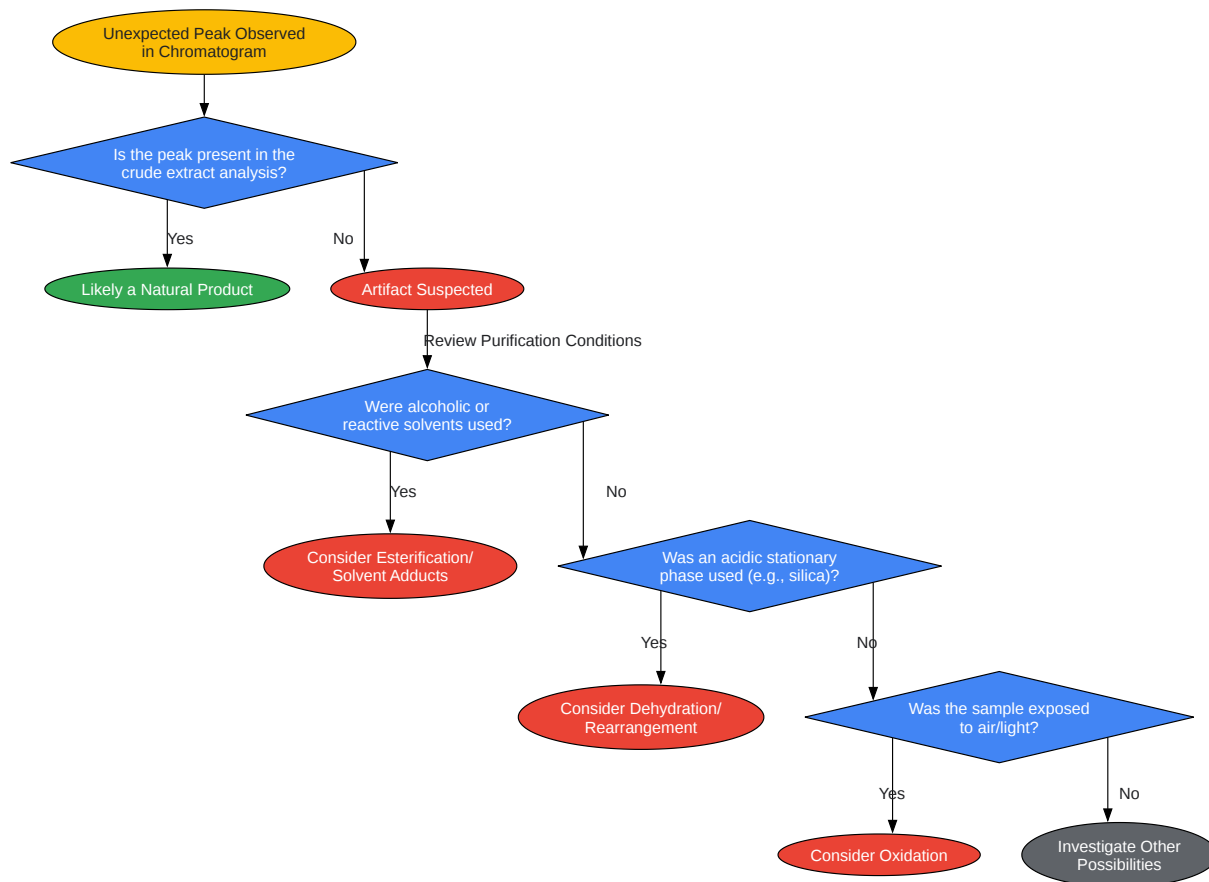 Unexpected Peak Observed
in Chromatogram
Is the peak present in the
crude extract analysis?
Yes
No
Likely a Natural Product
Artifact Suspected
Review Purification Conditions
Were alcoholic or
reactive solvents used?
Yes
No
Consider Esterification/
Solvent Adducts
Was an acidic stationary
phase used (e.g., silica)?
Yes
No
Consider Dehydration/
Rearrangement
Was the sample exposed
to air/light?
Yes
No
Consider Oxidation
Investigate Other
Possibilities